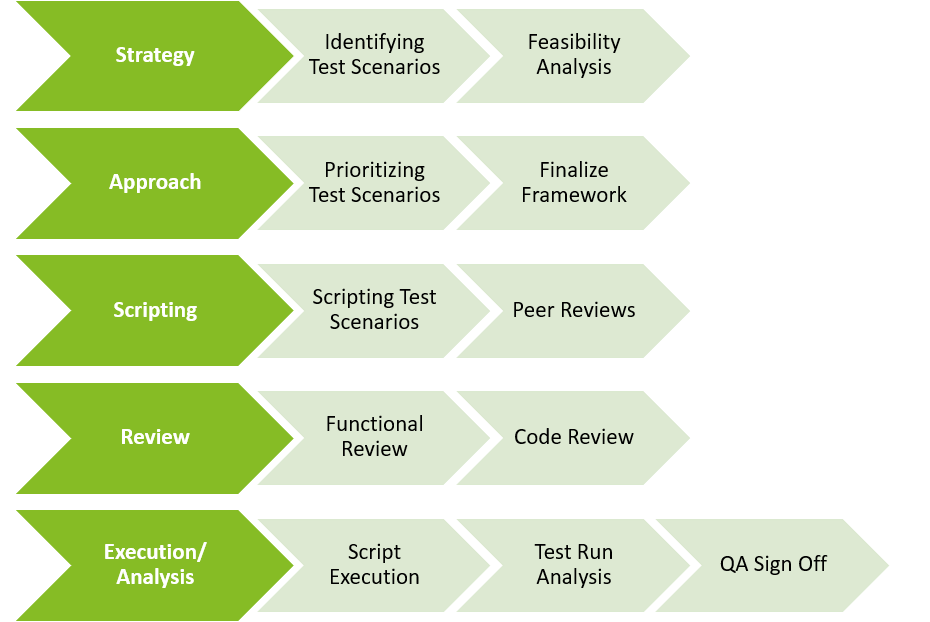 Strategy
Identifying
Test Scenarios
Feasibility
Analysis
Approach
Prioritizing
Test Scenarios
Finalize
Framework
Scripting
Scripting Test
Scenarios
Peer Reviews
Review
Functional
Review
Code Review
Execution/
Analysis
Script
Execution
Test Run
Analysis
QA Sign Off